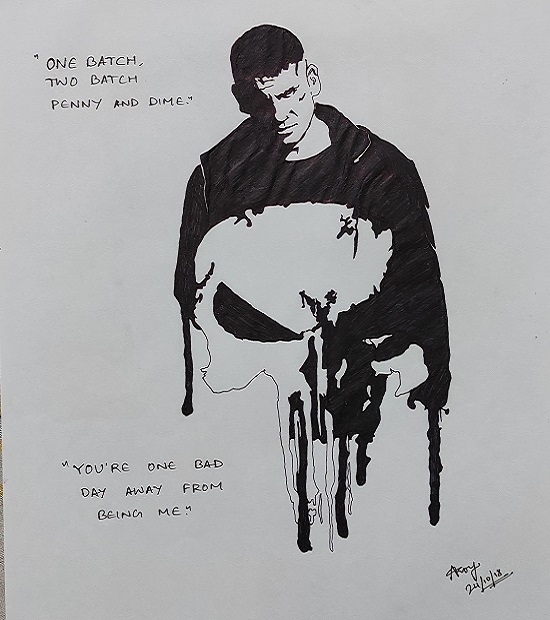 "ONE BATCH,
TWO BATCH
PENNY AND DIME."
"YOU'RE ONE BAD
DAY AWAY FROM
BEING ME."
24/10/18